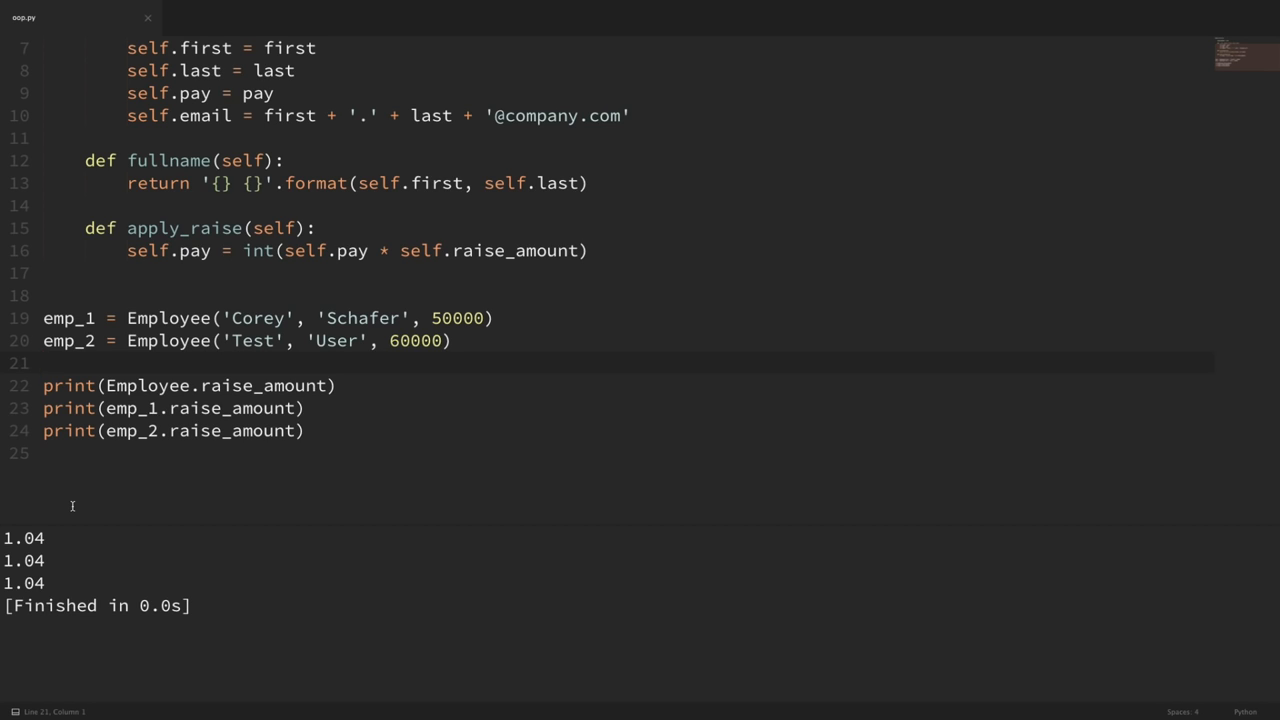 oop.py ×
7 self.first = first
8 self.last = last
9 self.pay = pay
10 self.email = first + '.' + last + '@company.com'
11
12 def fullname(self):
13 return '{} {}'.format(self.first, self.last)
14
15 def apply_raise(self):
16 self.pay = int(self.pay * self.raise_amount)
17
18
19 emp_1 = Employee('Corey', 'Schafer', 50000)
20 emp_2 = Employee('Test', 'User', 60000)
21
22 print(Employee.raise_amount)
23 print(emp_1.raise_amount)
24 print(emp_2.raise_amount)
25
1.04
1.04
1.04
[Finished in 0.0s]
Line 21, Column 1 Spaces: 4 Python